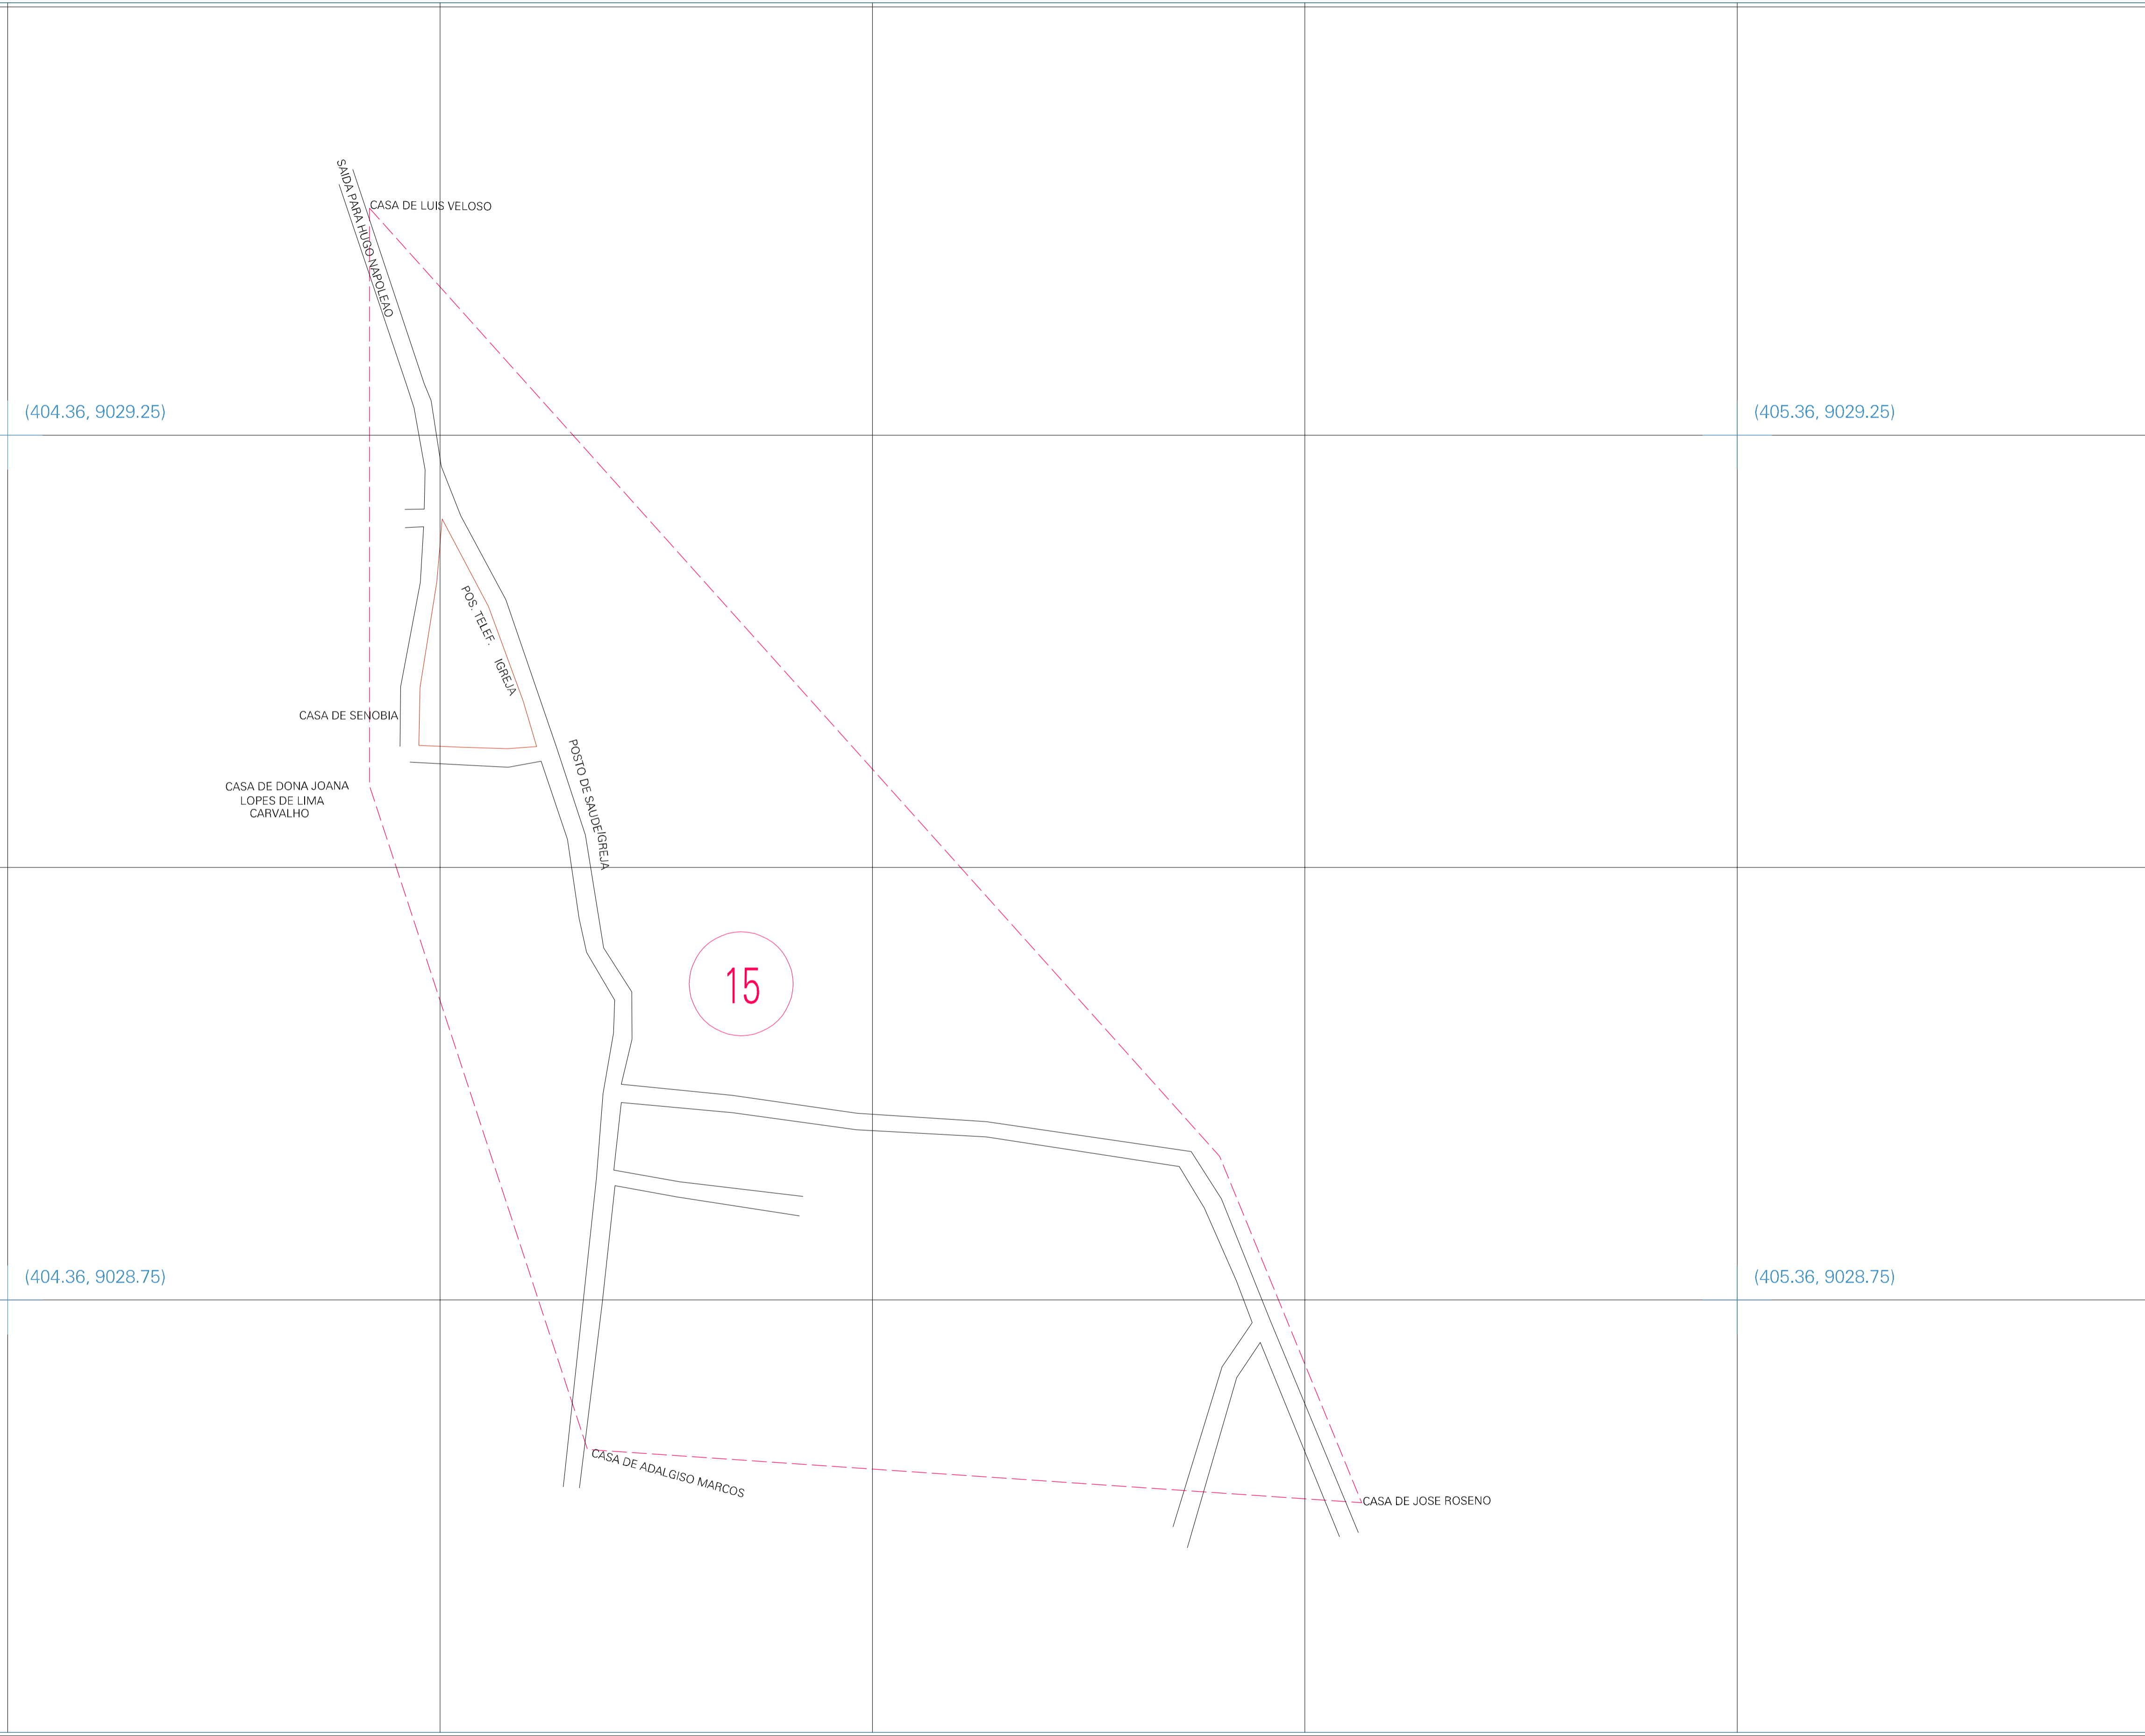 SAIDA PARA HUGO NAPOLEAO
CASA DE LUIS VELOSO
(404.36, 9029.25)
(405.36, 9029.25)
POS. TELEF.
IGREJA
CASA DE SENOBIA
POSTO DE SAUDE
IGREJA
CASA DE DONA JOANA
LOPES DE LIMA
CARVALHO
15
(404.36, 9028.75)
(405.36, 9028.75)
CASA DE ADALGISO MARCOS
CASA DE JOSE ROSENO